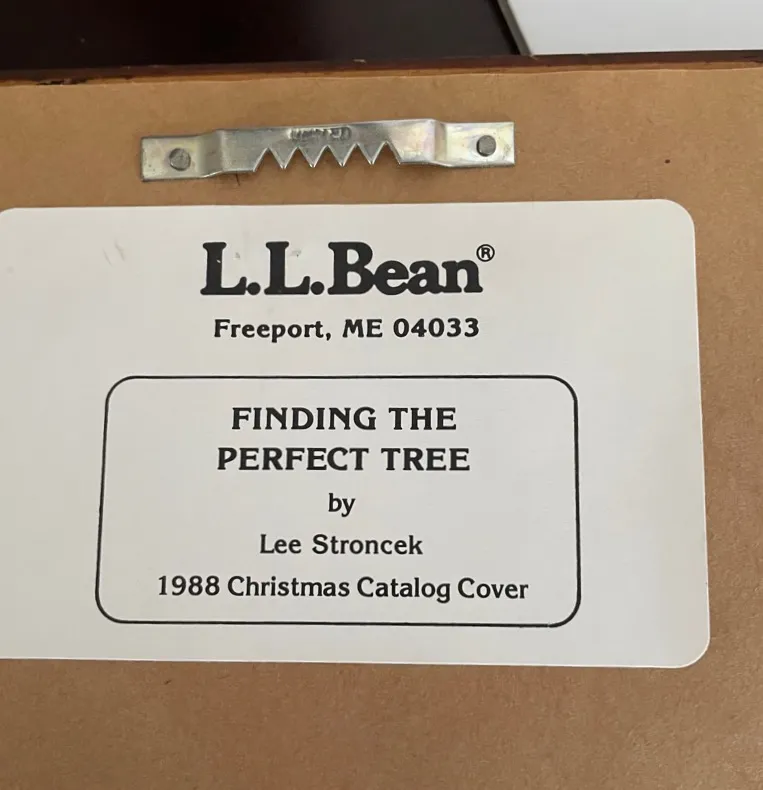 L.L.Bean®
Freeport, ME 04033
FINDING THE
PERFECT TREE
by
Lee Stroncek
1988 Christmas Catalog Cover